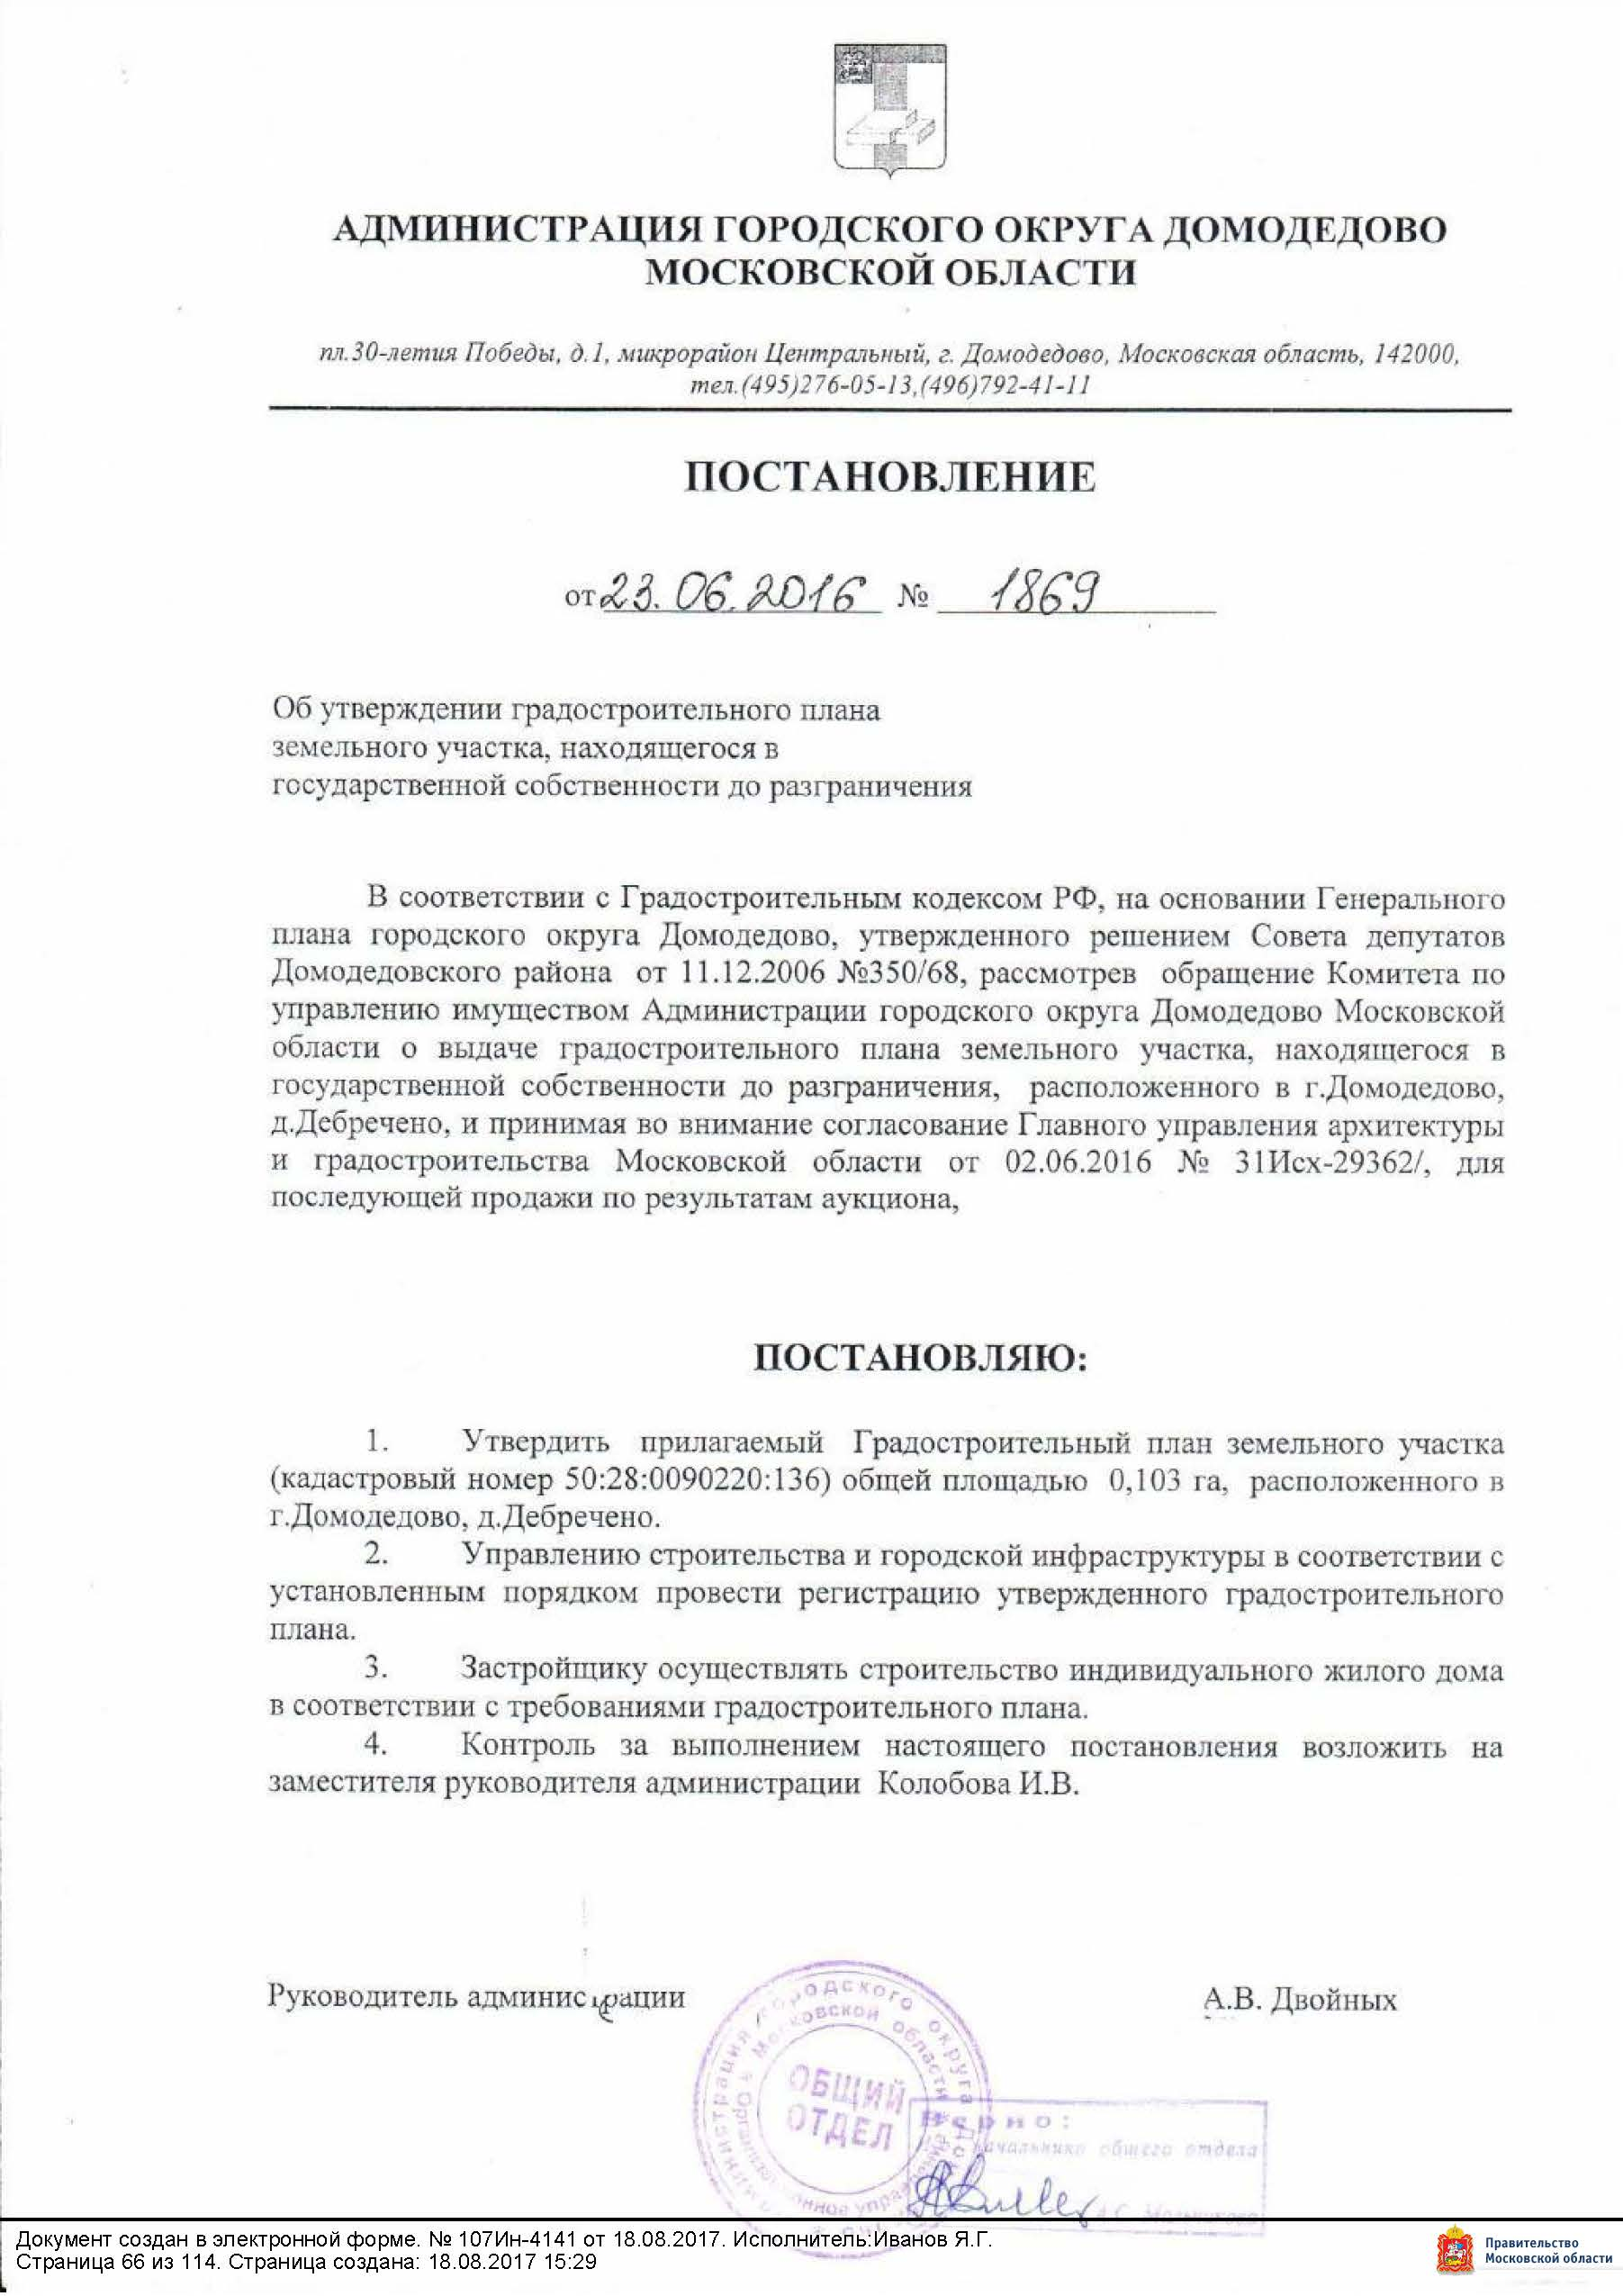 АДМИНИСТРАЦИЯ ГОРОДСКОГО ОКРУГА ДОМОДЕДОВО
МОСКОВСКОЙ ОБЛАСТИ
пл.30-летия Победы, д.1, микрорайон Центральный, г. Домодедово, Московская область, 142000,
тел.(495)276-05-13,(496)792-41-11
ПОСТАНОВЛЕНИЕ
от 23.06.2016 № 1869
Об утверждении градостроительного плана
земельного участка, находящегося в
государственной собственности до разграничения
В соответствии с Градостроительным кодексом РФ, на основании Генерального
плана городского округа Домодедово, утвержденного решением Совета депутатов
Домодедовского района от 11.12.2006 №350/68, рассмотрев обращение Комитета по
управлению имуществом Администрации городского округа Домодедово Московской
области о выдаче градостроительного плана земельного участка, находящегося в
государственной собственности до разграничения, расположенного в г.Домодедово,
д.Дебречено, и принимая во внимание согласование Главного управления архитектуры
и градостроительства Московской области от 02.06.2016 № 31Исх-29362/, для
последующей продажи по результатам аукциона,
ПОСТАНОВЛЯЮ:
1. Утвердить прилагаемый Градостроительный план земельного участка
(кадастровый номер 50:28:0090220:136) общей площадью 0,103 га, расположенного в
г.Домодедово, д.Дебречено.
2. Управлению строительства и городской инфраструктуры в соответствии с
установленным порядком провести регистрацию утвержденного градостроительного
плана.
3. Застройщику осуществлять строительство индивидуального жилого дома
в соответствии с требованиями градостроительного плана.
4. Контроль за выполнением настоящего постановления возложить на
заместителя руководителя администрации Колобова И.В.
Руководитель администрации А.В. Двойных
городского округа
Московской области
ОБЩИЙ
ОТДЕЛ
Верно:
начальника общего отдела
Документ создан в электронной форме. № 107Ин-4141 от 18.08.2017. Исполнитель:Иванов Я.Г.
Страница 66 из 114. Страница создана: 18.08.2017 15:29
Правительство
Московской области